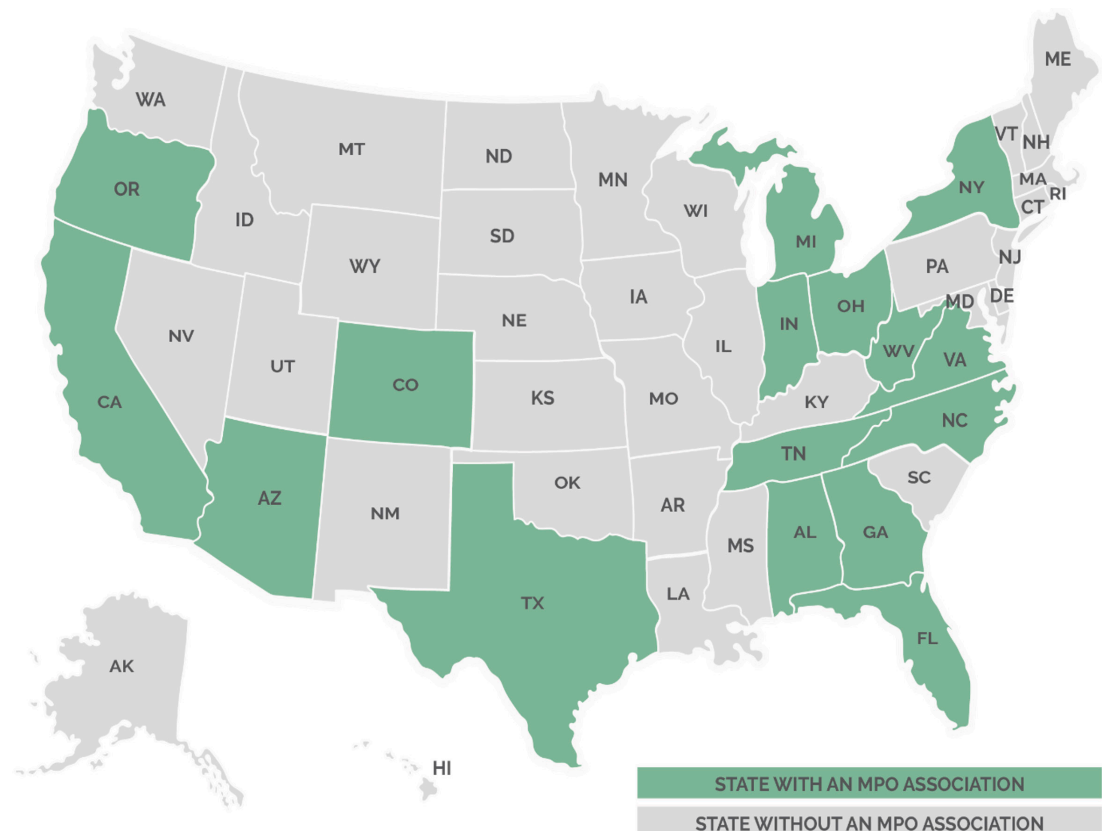 ME
WA
VT
NH
MT
ND
MN
OR
MA
NY
RI
ID
WI
CT
SD
MI
WY
NJ
PA
IA
DE
MD
OH
NE
IN
NV
IL
WV
VA
UT
CO
KS
MO
KY
CA
NC
TN
SC
OK
AZ
AR
NM
AL
GA
MS
LA
TX
FL
AK
HI
STATE WITH AN MPO ASSOCIATION
STATE WITHOUT AN MPO ASSOCIATION